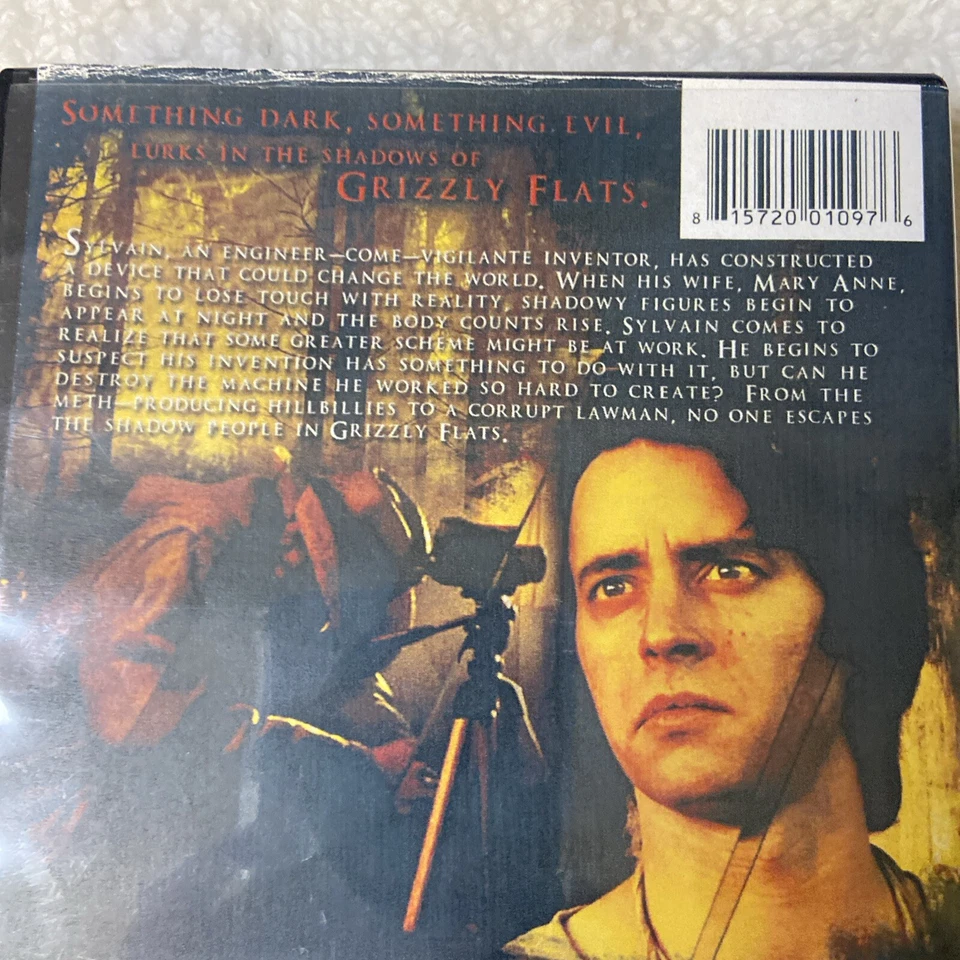 SOMETHING DARK, SOMETHING EVIL,
LURKS IN THE SHADOWS OF
GRIZZLY FLATS.
8 15720 01097 6
SYLVAIN, AN ENGINEER–COME–VIGILANTE INVENTOR, HAS CONSTRUCTED
A DEVICE THAT COULD CHANGE THE WORLD. WHEN HIS WIFE, MARY ANNE,
BEGINS TO LOSE TOUCH WITH REALITY, SHADOWY FIGURES BEGIN TO
APPEAR AT NIGHT AND THE BODY COUNTS RISE. SYLVAIN COMES TO
REALIZE THAT SOME GREATER SCHEME MIGHT BE AT WORK. HE BEGINS TO
SUSPECT HIS INVENTION HAS SOMETHING TO DO WITH IT, BUT CAN HE
DESTROY THE MACHINE HE WORKED SO HARD TO CREATE? FROM THE
METH–PRODUCING HILLBILLIES TO A CORRUPT LAWMAN, NO ONE ESCAPES
THE SHADOW PEOPLE IN GRIZZLY FLATS.